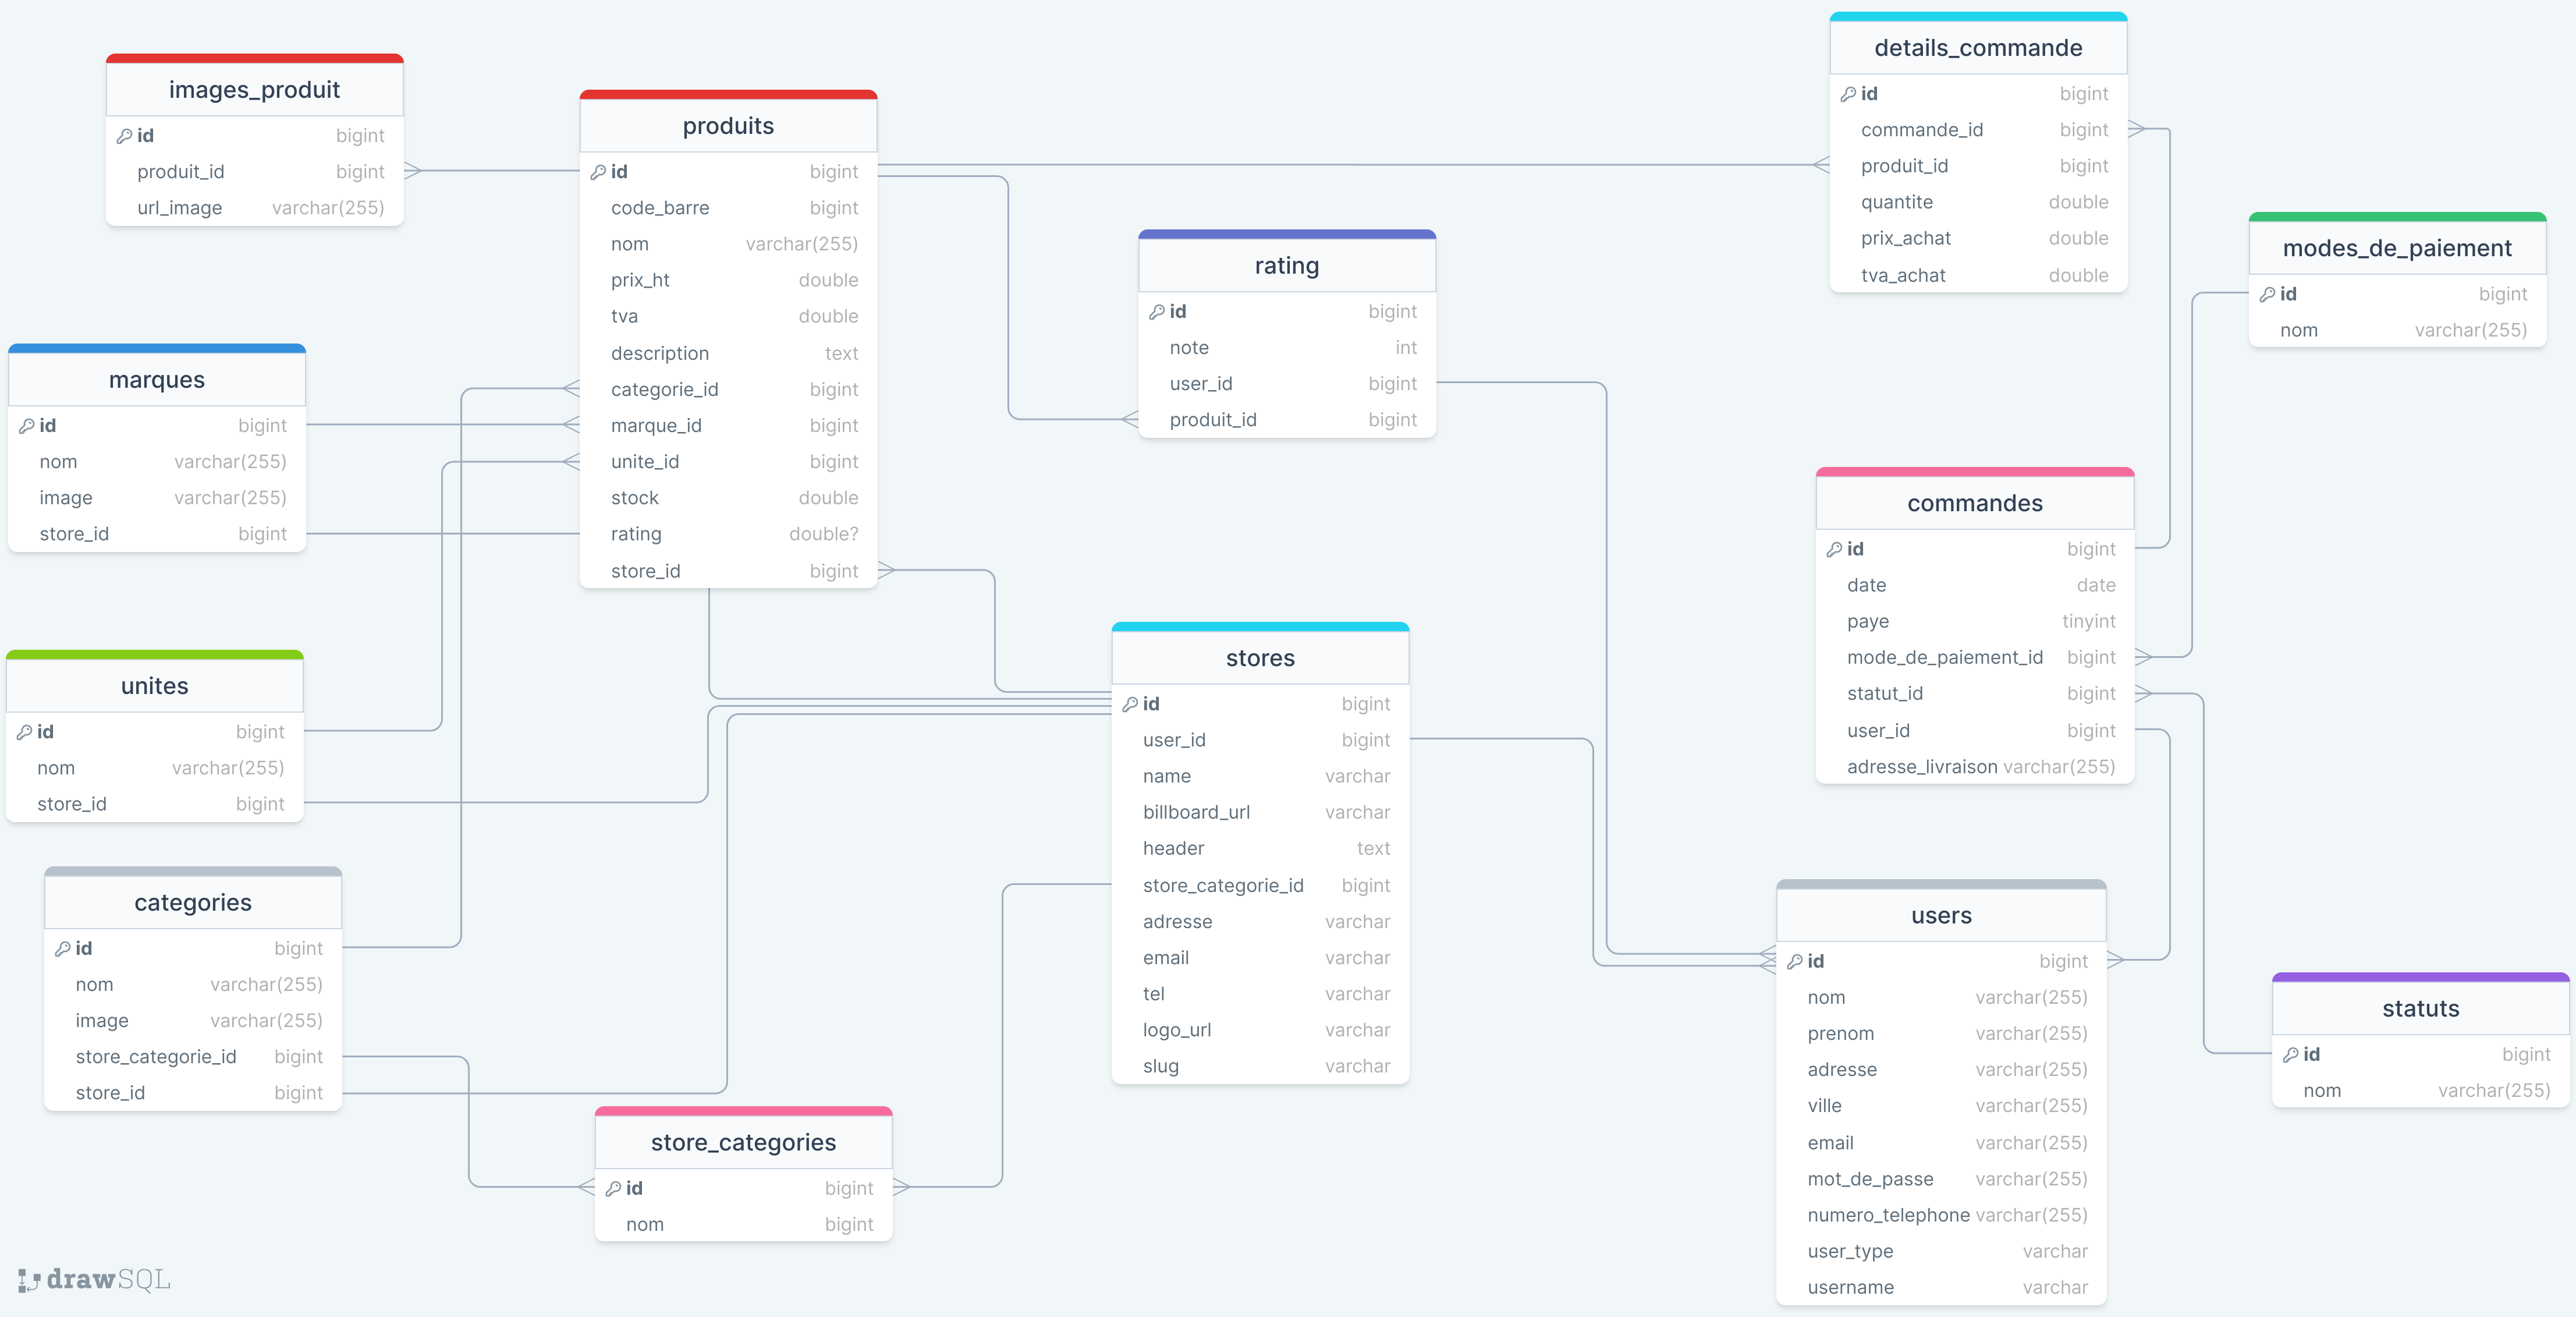 images_produit
id bigint
produit_id bigint
url_image varchar(255)
produits
id bigint
code_barre bigint
nom varchar(255)
prix_ht double
tva double
description text
categorie_id bigint
marque_id bigint
unite_id bigint
stock double
rating double?
store_id bigint
details_commande
id bigint
commande_id bigint
produit_id bigint
quantite double
prix_achat double
tva_achat double
modes_de_paiement
id bigint
nom varchar(255)
rating
id bigint
note int
user_id bigint
produit_id bigint
marques
id bigint
nom varchar(255)
image varchar(255)
store_id bigint
commandes
id bigint
date date
paye tinyint
mode_de_paiement_id bigint
statut_id bigint
user_id bigint
adresse_livraison varchar(255)
unites
id bigint
nom varchar(255)
store_id bigint
stores
id bigint
user_id bigint
name varchar
billboard_url varchar
header text
store_categorie_id bigint
adresse varchar
email varchar
tel varchar
logo_url varchar
slug varchar
categories
id bigint
nom varchar(255)
image varchar(255)
store_categorie_id bigint
store_id bigint
users
id bigint
nom varchar(255)
prenom varchar(255)
adresse varchar(255)
ville varchar(255)
email varchar(255)
mot_de_passe varchar(255)
numero_telephone varchar(255)
user_type varchar
username varchar
statuts
id bigint
nom varchar(255)
store_categories
id bigint
nom bigint
drawSQL